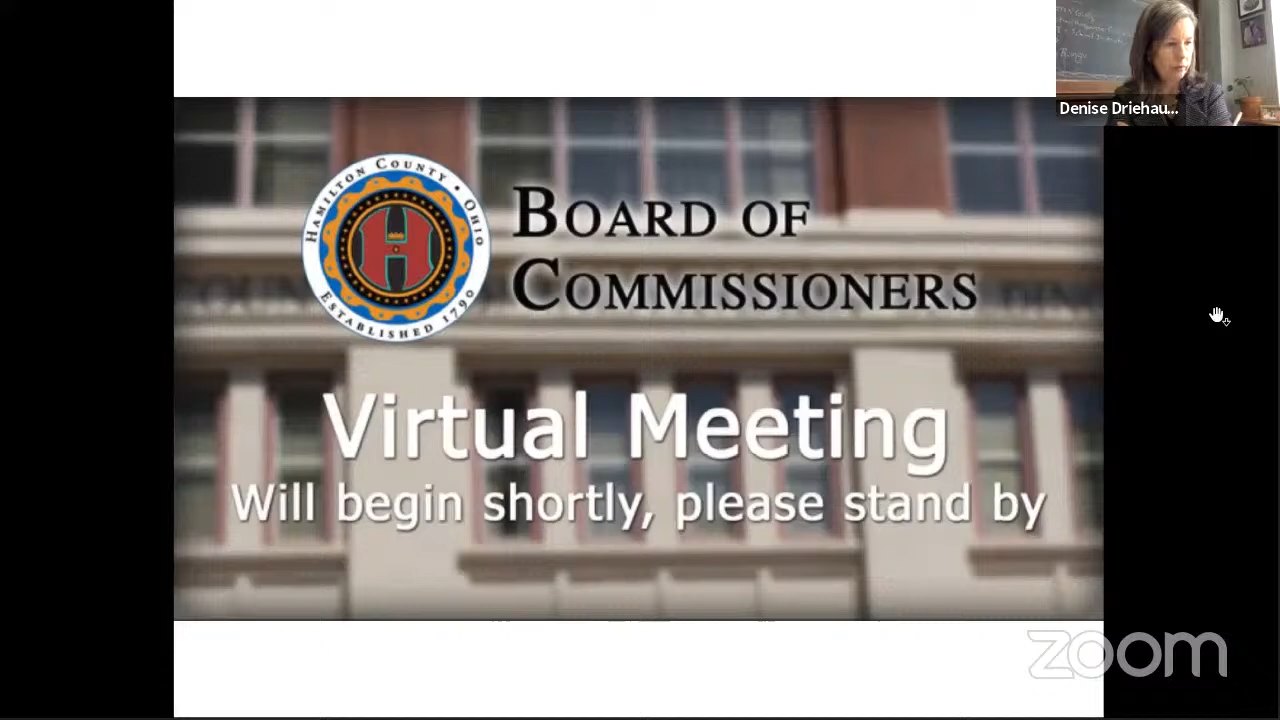 Denise Driehau...
HAMILTON COUNTY • OHIO
ESTABLISHED 1790
H
BOARD OF
COMMISSIONERS
Virtual Meeting
Will begin shortly, please stand by
zoom